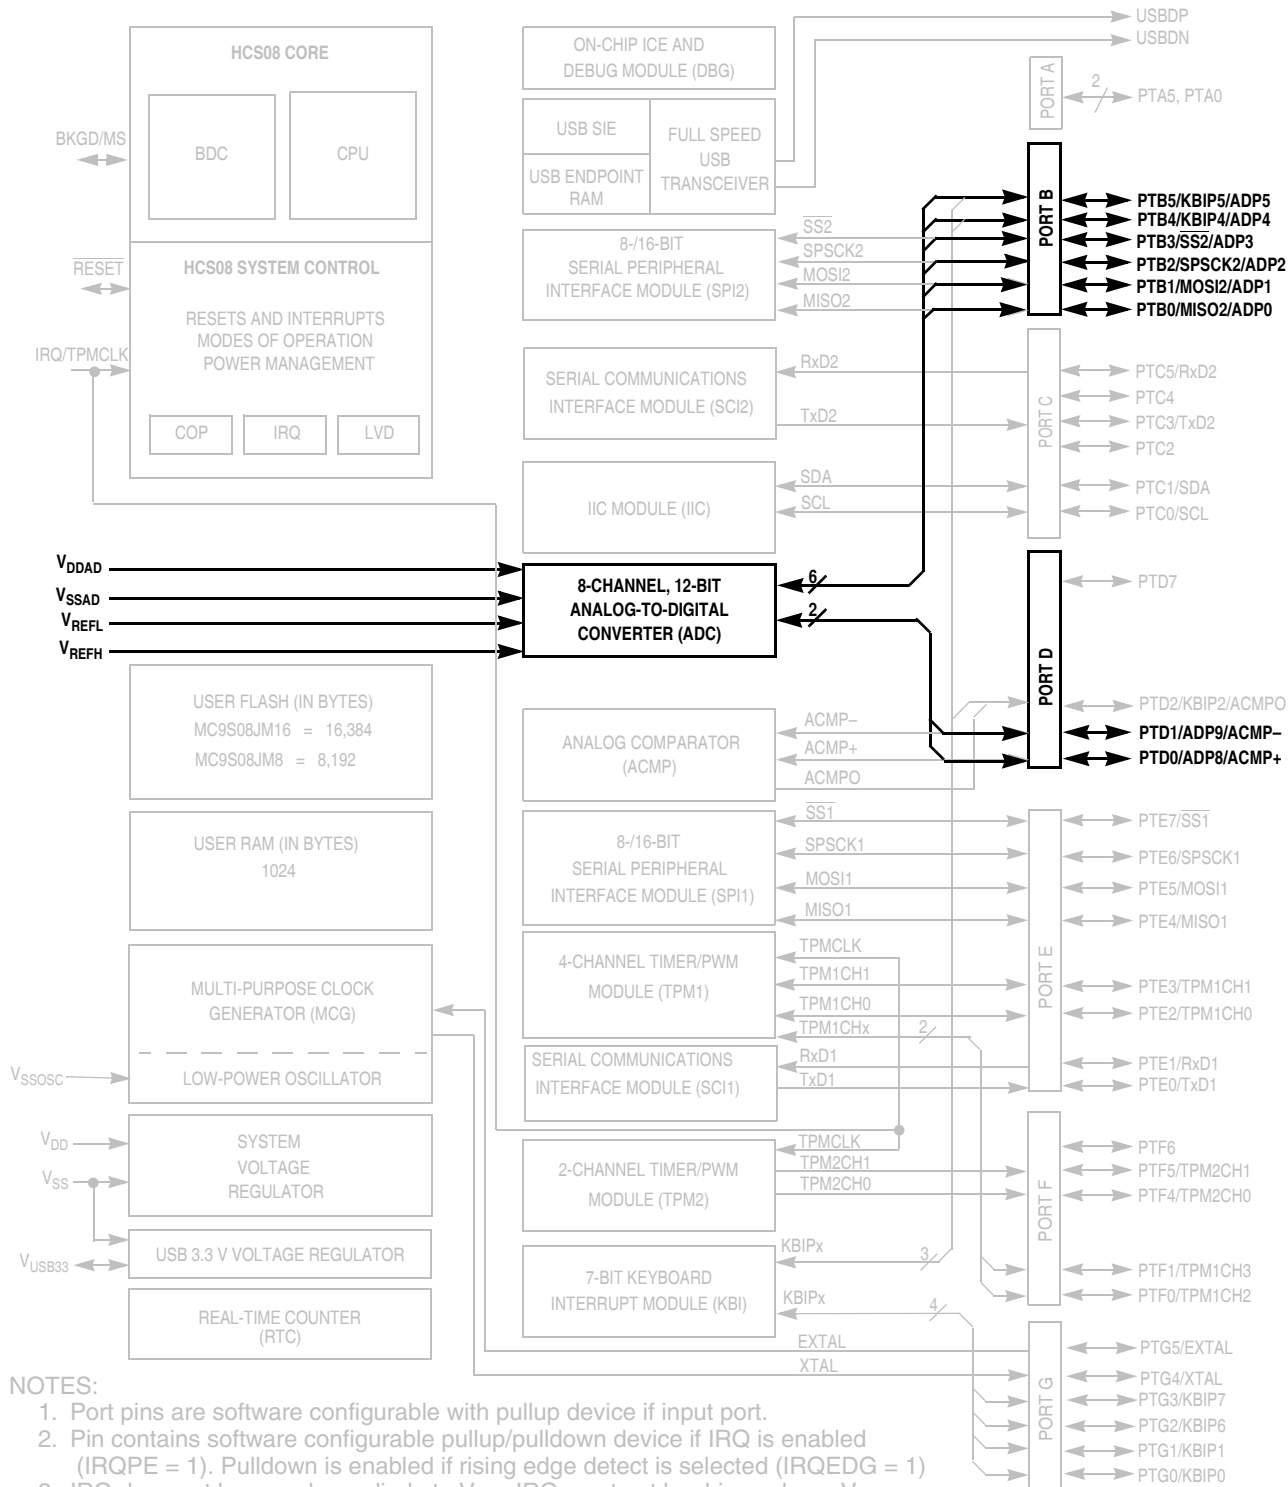 HCS08 CORE
BDC
CPU
BKGD/MS
RESET
HCS08 SYSTEM CONTROL
RESETS AND INTERRUPTS
MODES OF OPERATION
POWER MANAGEMENT
IRQ/TPMCLK
COP
IRQ
LVD
VDDAD
VSSAD
VREFL
VREFH
USER FLASH (IN BYTES)
MC9S08JM16 = 16,384
MC9S08JM8 = 8,192
USER RAM (IN BYTES)
1024
MULTI-PURPOSE CLOCK
GENERATOR (MCG)
LOW-POWER OSCILLATOR
VSSOSC
VDD
VSS
SYSTEM
VOLTAGE
REGULATOR
VUSB33
USB 3.3 V VOLTAGE REGULATOR
REAL-TIME COUNTER
(RTC)
ON-CHIP ICE AND
DEBUG MODULE (DBG)
USB SIE
USB ENDPOINT
RAM
FULL SPEED
USB
TRANSCEIVER
USBDP
USBDN
8-/16-BIT
SERIAL PERIPHERAL
INTERFACE MODULE (SPI2)
SS2
SPSCK2
MOSI2
MISO2
SERIAL COMMUNICATIONS
INTERFACE MODULE (SCI2)
RxD2
TxD2
IIC MODULE (IIC)
SDA
SCL
8-CHANNEL, 12-BIT
ANALOG-TO-DIGITAL
CONVERTER (ADC)
6
2
ANALOG COMPARATOR
(ACMP)
ACMP–
ACMP+
ACMPO
8-/16-BIT
SERIAL PERIPHERAL
INTERFACE MODULE (SPI1)
SS1
SPSCK1
MOSI1
MISO1
4-CHANNEL TIMER/PWM
MODULE (TPM1)
TPMCLK
TPM1CH1
TPM1CH0
TPM1CHx
2
SERIAL COMMUNICATIONS
INTERFACE MODULE (SCI1)
RxD1
TxD1
2-CHANNEL TIMER/PWM
MODULE (TPM2)
TPMCLK
TPM2CH1
TPM2CH0
7-BIT KEYBOARD
INTERRUPT MODULE (KBI)
KBIPx
3
KBIPx
4
EXTAL
XTAL
PORT A
2
PTA5, PTA0
PORT B
PTB5/KBIP5/ADP5
PTB4/KBIP4/ADP4
PTB3/SS2/ADP3
PTB2/SPSCK2/ADP2
PTB1/MOSI2/ADP1
PTB0/MISO2/ADP0
PORT C
PTC5/RxD2
PTC4
PTC3/TxD2
PTC2
PTC1/SDA
PTC0/SCL
PORT D
PTD7
PTD2/KBIP2/ACMPO
PTD1/ADP9/ACMP–
PTD0/ADP8/ACMP+
PORT E
PTE7/SS1
PTE6/SPSCK1
PTE5/MOSI1
PTE4/MISO1
PTE3/TPM1CH1
PTE2/TPM1CH0
PTE1/RxD1
PTE0/TxD1
PORT F
PTF6
PTF5/TPM2CH1
PTF4/TPM2CH0
PTF1/TPM1CH3
PTF0/TPM1CH2
PORT G
PTG5/EXTAL
PTG4/XTAL
PTG3/KBIP7
PTG2/KBIP6
PTG1/KBIP1
PTG0/KBIP0
NOTES:
1. Port pins are software configurable with pullup device if input port.
2. Pin contains software configurable pullup/pulldown device if IRQ is enabled
(IRQPE = 1). Pulldown is enabled if rising edge detect is selected (IRQEDG = 1)